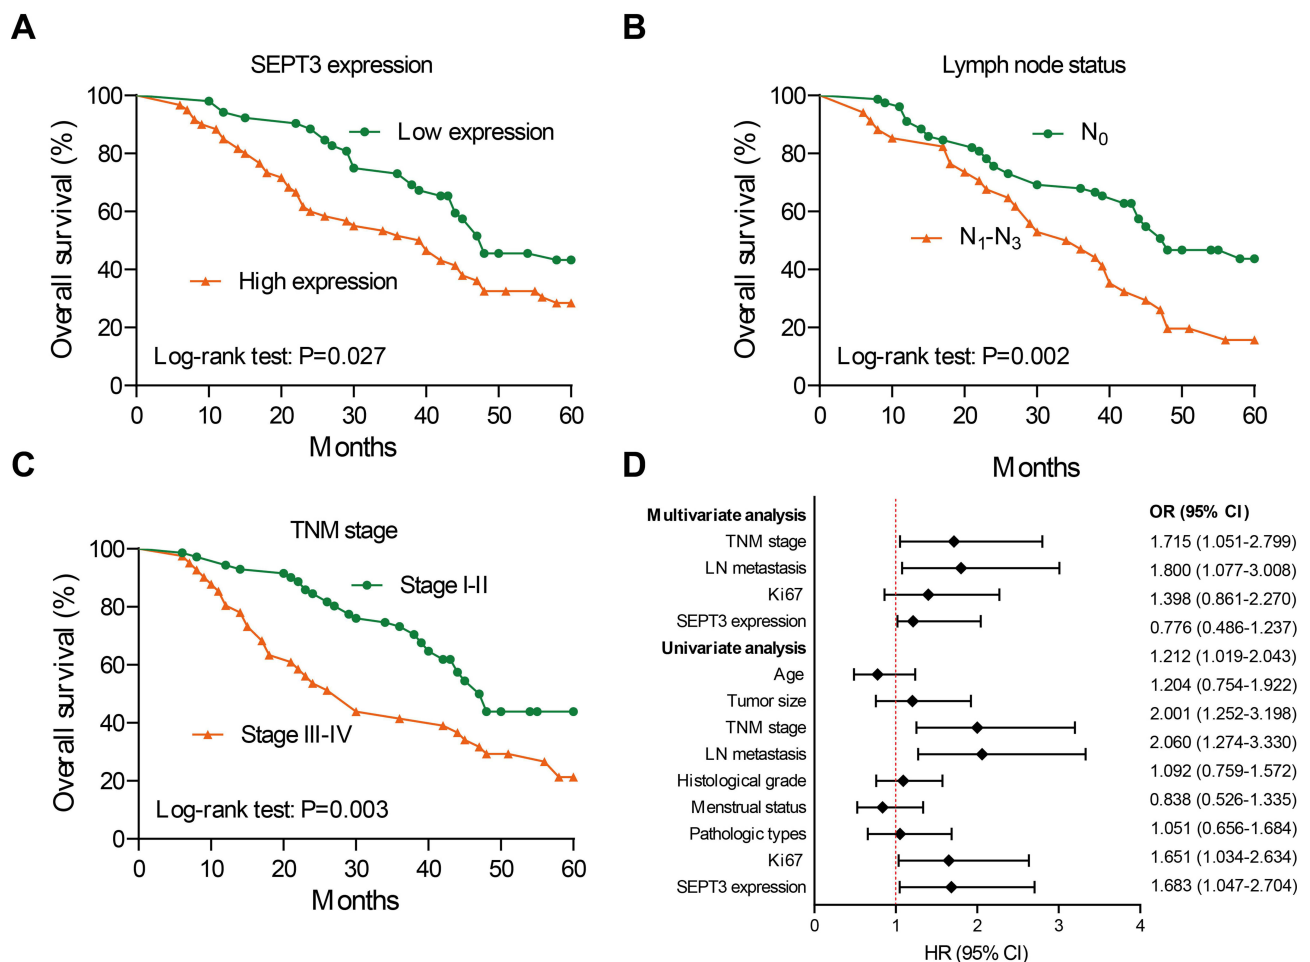 A
SEPT3 expression
100
80
60
40
20
0
Overall survival (%)
Low expression
High expression
Log-rank test: P=0.027
0 10 20 30 40 50 60
Months
B
Lymph node status
100
80
60
40
20
0
Overall survival (%)
N0
N1-N3
Log-rank test: P=0.002
0 10 20 30 40 50 60
Months
C
TNM stage
100
80
60
40
20
0
Overall survival (%)
Stage I-II
Stage III-IV
Log-rank test: P=0.003
0 10 20 30 40 50 60
Months
D
Multivariate analysis
TNM stage
LN metastasis
Ki67
SEPT3 expression
Univariate analysis
Age
Tumor size
TNM stage
LN metastasis
Histological grade
Menstrual status
Pathologic types
Ki67
SEPT3 expression
OR (95% CI)
1.715 (1.051-2.799)
1.800 (1.077-3.008)
1.398 (0.861-2.270)
0.776 (0.486-1.237)
1.212 (1.019-2.043)
1.204 (0.754-1.922)
2.001 (1.252-3.198)
2.060 (1.274-3.330)
1.092 (0.759-1.572)
0.838 (0.526-1.335)
1.051 (0.656-1.684)
1.651 (1.034-2.634)
1.683 (1.047-2.704)
0 1 2 3 4
HR (95% CI)